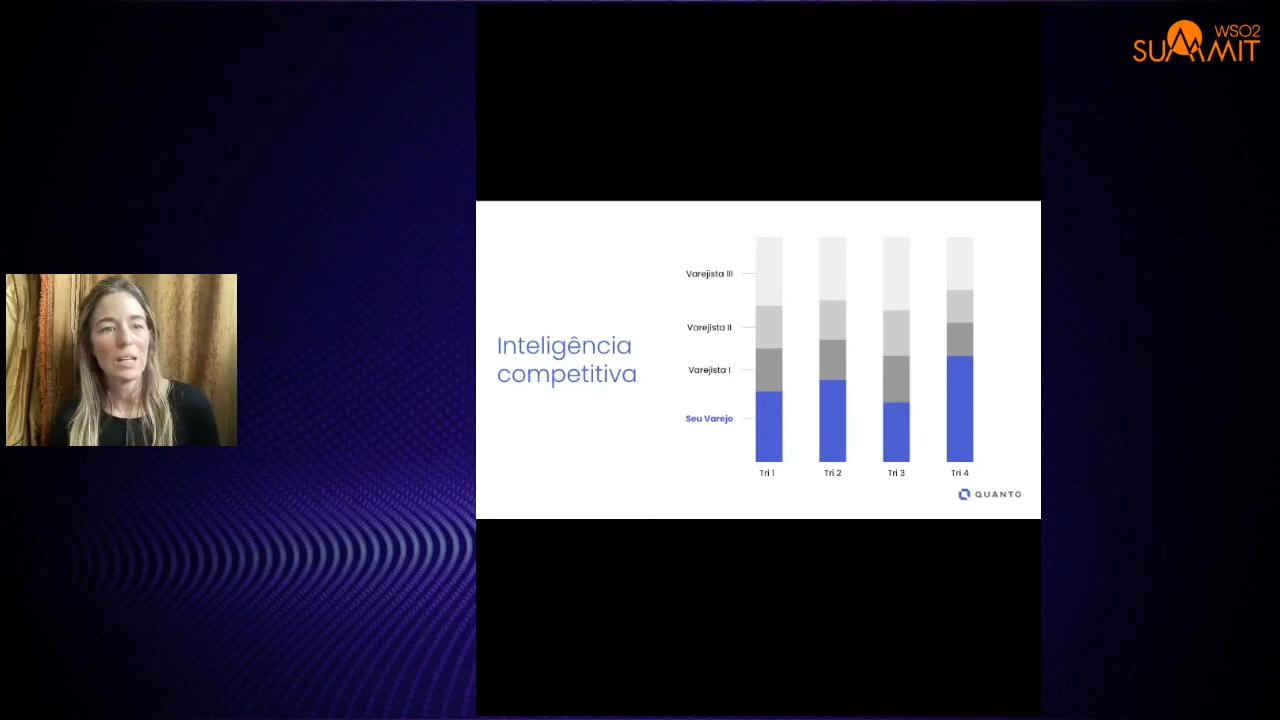 WSO2
SUMMIT
Inteligência
competitiva
Varejista III
Varejista II
Varejista I
Seu Varejo
Tri 1
Tri 2
Tri 3
Tri 4
QUANTO